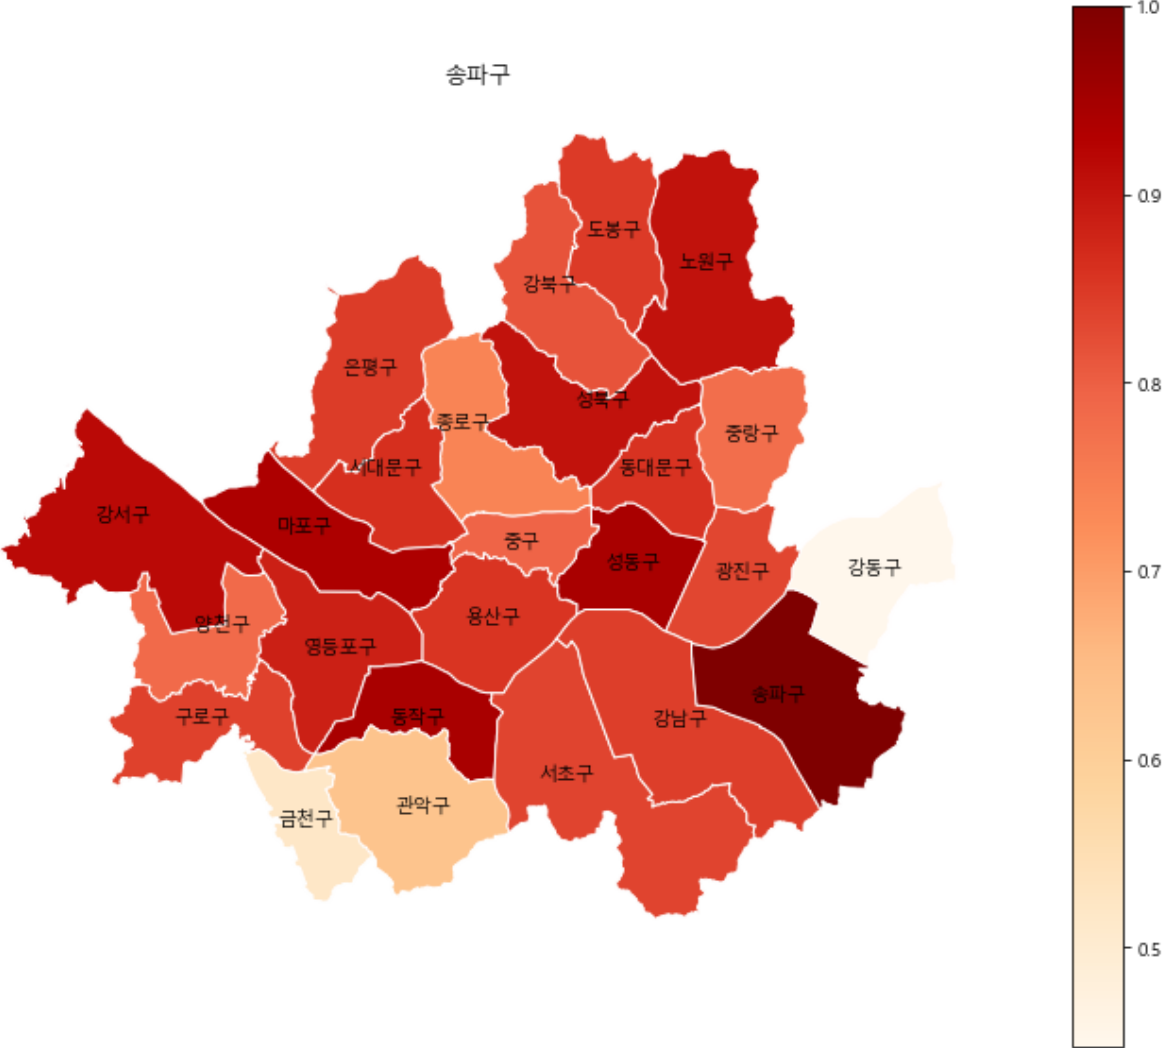 송파구
1.0
0.9
0.8
0.7
0.6
0.5
도봉구
노원구
강북구
은평구
성북구
종로구
중랑구
서대문구
동대문구
강서구
마포구
중구
성동구
광진구
강동구
양천구
용산구
영등포구
송파구
구로구
동작구
강남구
서초구
관악구
금천구